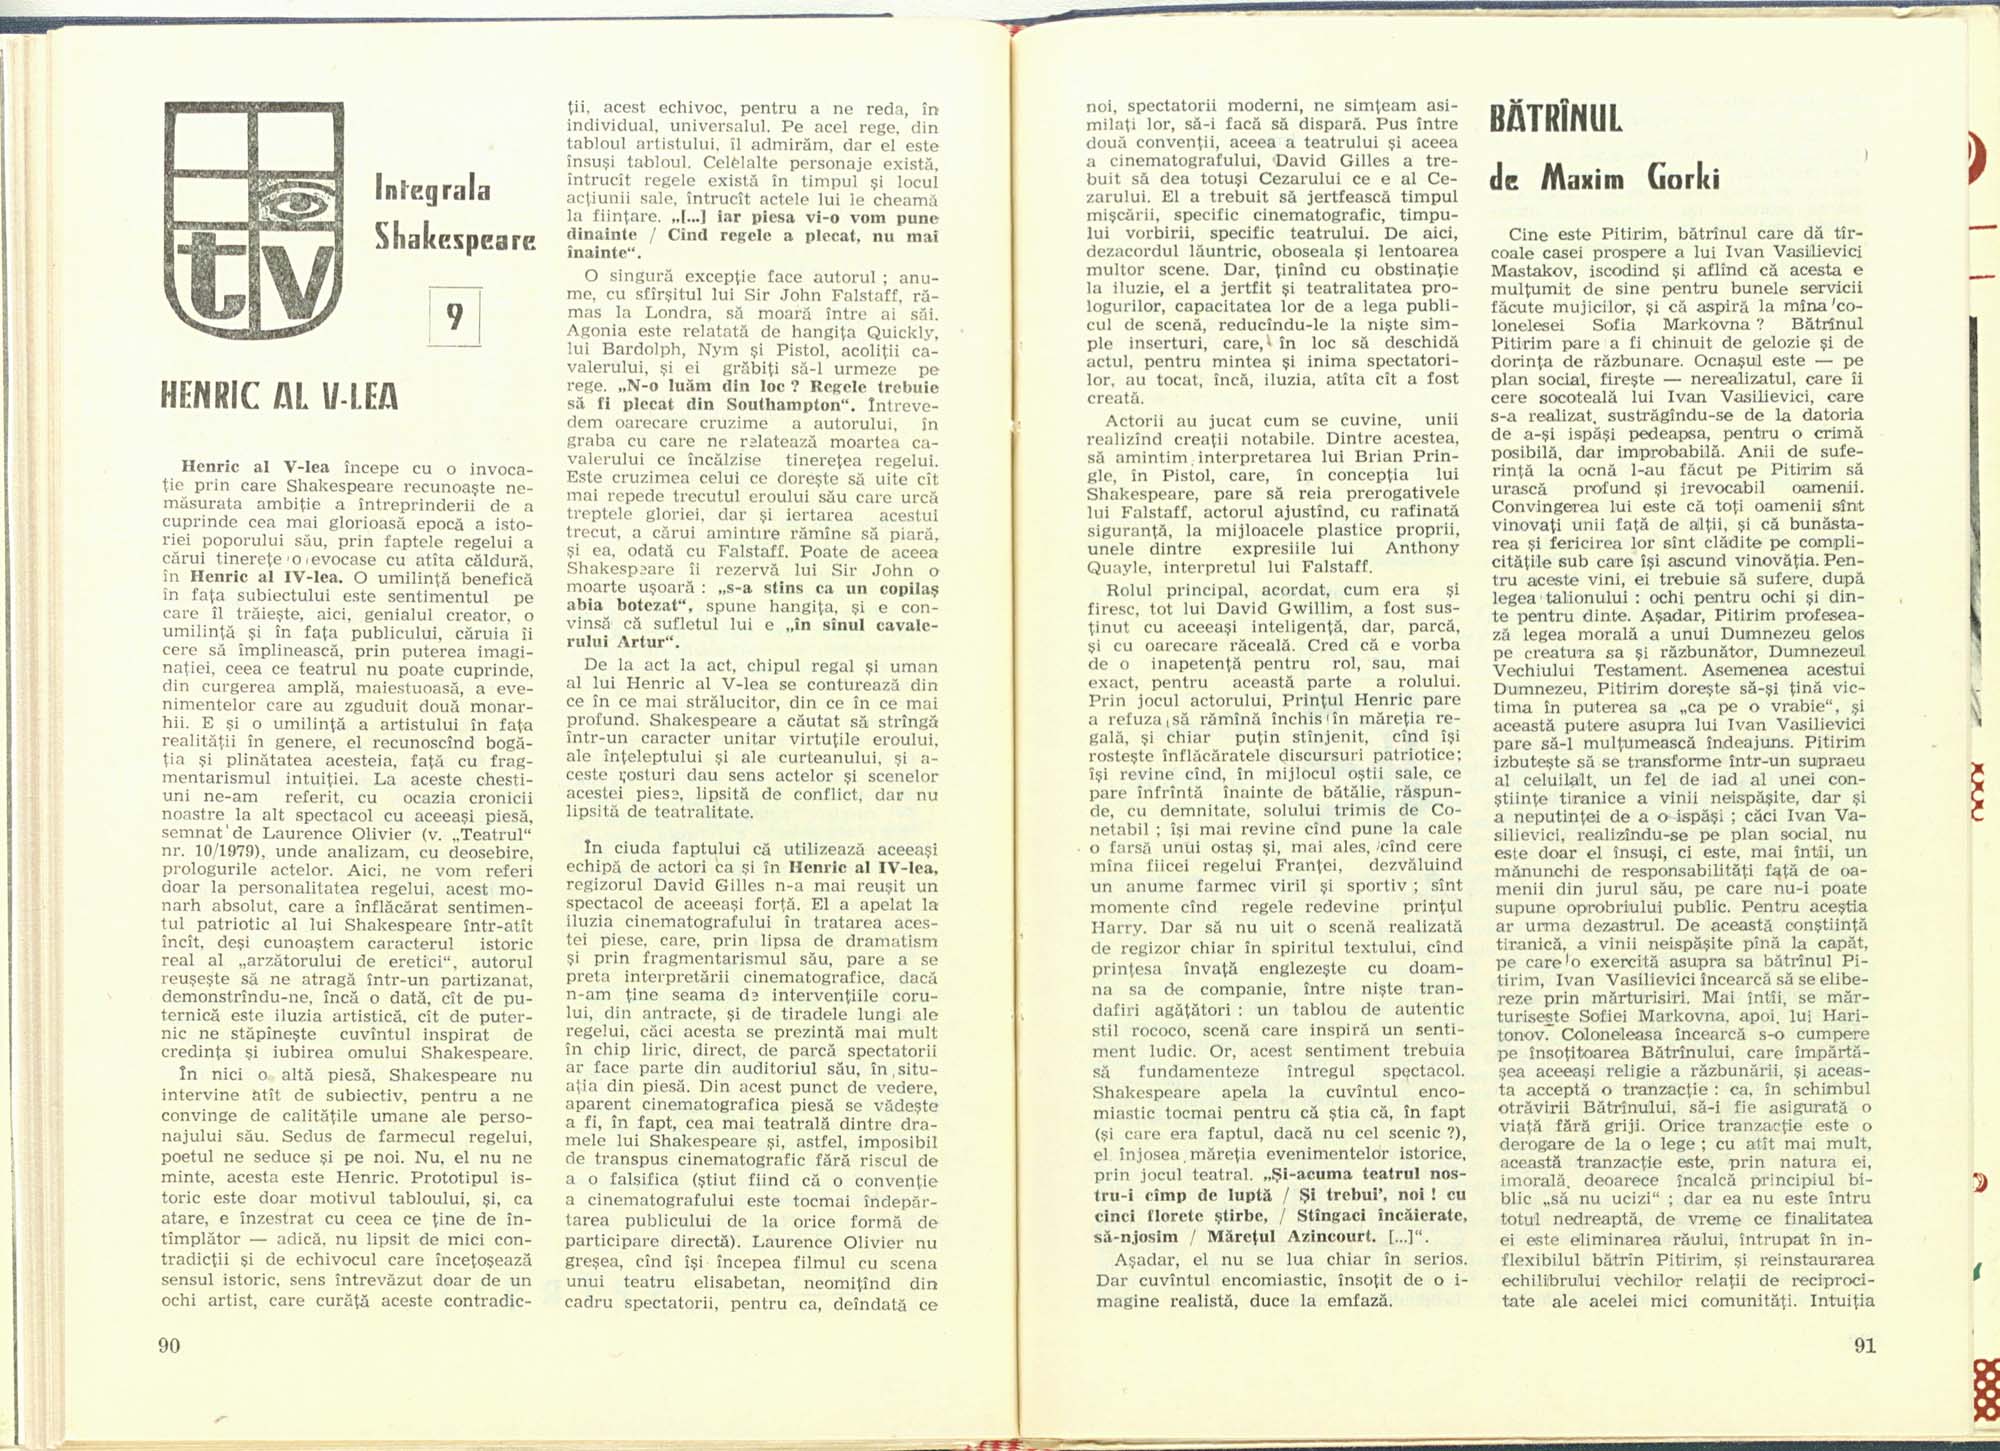 tv
Integrala
Shakespeare
9
HENRIC AL V-LEA
Henric al V-lea începe cu o invoca-
ție prin care Shakespeare recunoaște ne-
măsurata ambiție a întreprinderii de a
cuprinde cea mai glorioasă epocă a isto-
riei poporului său, prin faptele regelui a
cărui tinerețe o evocase cu atîta căldură,
în Henric al IV-lea. O umilință benefică
în fața subiectului este sentimentul pe
care îl trăiește, aici, genialul creator, o
umilință și în fața publicului, căruia îi
cere să împlinească, prin puterea imagi-
nației, ceea ce teatrul nu poate cuprinde,
din curgerea amplă, maiestuoasă, a eve-
nimentelor care au zguduit două monar-
hii. E și o umilință a artistului în fața
realității în genere, el recunoscînd bogă-
ția și plinătatea acesteia, față cu frag-
mentarismul intuiției. La aceste chesti-
uni ne-am referit, cu ocazia cronicii
noastre la alt spectacol cu aceeași piesă,
semnat de Laurence Olivier (v. „Teatrul“
nr. 10/1979), unde analizam, cu deosebire,
prologurile actelor. Aici, ne vom referi
doar la personalitatea regelui, acest mo-
narh absolut, care a înflăcărat sentimen-
tul patriotic al lui Shakespeare într-atît
încît, deși cunoaștem caracterul istoric
real al „arzătorului de eretici“, autorul
reușește să ne atragă într-un partizanat,
demonstrîndu-ne, încă o dată, cît de pu-
ternică este iluzia artistică, cît de puter-
nic ne stăpînește cuvîntul inspirat de
credința și iubirea omului Shakespeare.
În nici o altă piesă, Shakespeare nu
intervine atît de subiectiv, pentru a ne
convinge de calitățile umane ale perso-
najului său. Sedus de farmecul regelui,
poetul ne seduce și pe noi. Nu, el nu ne
minte, acesta este Henric. Prototipul is-
toric este doar motivul tabloului, și, ca
atare, e înzestrat cu ceea ce ține de în-
tîmplător — adică, nu lipsit de mici con-
tradicții și de echivocul care încețoșează
sensul istoric, sens întrevăzut doar de un
ochi artist, care curăță aceste contradic-
90
ții, acest echivoc, pentru a ne reda, în
individual, universalul. Pe acel rege, din
tabloul artistului, îl admirăm, dar el este
însuși tabloul. Celelalte personaje există,
întrucît regele există în timpul și locul
acțiunii sale, întrucît actele lui le cheamă
la ființare. „[...] iar piesa vi-o vom pune
dinainte / Cînd regele a plecat, nu mai
înainte“.
O singură excepție face autorul ; anu-
me, cu sfîrșitul lui Sir John Falstaff, ră-
mas la Londra, să moară între ai săi.
Agonia este relatată de hangița Quickly,
lui Bardolph, Nym și Pistol, acoliții ca-
valerului, și ei grăbiți să-l urmeze pe
rege. „N-o luăm din loc ? Regele trebuie
să fi plecat din Southampton“. Întreve-
dem oarecare cruzime a autorului, în
graba cu care ne relatează moartea ca-
valerului ce încălzise tinerețea regelui.
Este cruzimea celui ce dorește să uite cît
mai repede trecutul eroului său care urcă
treptele gloriei, dar și iertarea acestui
trecut, a cărui amintire rămîne să piară,
și ea, odată cu Falstaff. Poate de aceea
Shakespeare îi rezervă lui Sir John o
moarte ușoară : „s-a stins ca un copilaș
abia botezat“, spune hangița, și e con-
vinsă că sufletul lui e „în sînul cavale-
rului Artur“.
De la act la act, chipul regal și uman
al lui Henric al V-lea se conturează din
ce în ce mai strălucitor, din ce în ce mai
profund. Shakespeare a căutat să strîngă
într-un caracter unitar virtuțile eroului,
ale înțeleptului și ale curteanului, și a-
ceste rosturi dau sens actelor și scenelor
acestei piese, lipsită de conflict, dar nu
lipsită de teatralitate.
În ciuda faptului că utilizează aceeași
echipă de actori ca și în Henric al IV-lea,
regizorul David Gilles n-a mai reușit un
spectacol de aceeași forță. El a apelat la
iluzia cinematografului în tratarea aces-
tei piese, care, prin lipsa de dramatism
și prin fragmentarismul său, pare a se
preta interpretării cinematografice, dacă
n-am ține seama de intervențiile coru-
lui, din antracte, și de tiradele lungi ale
regelui, căci acesta se prezintă mai mult
în chip liric, direct, de parcă spectatorii
ar face parte din auditoriul său, în situ-
ația din piesă. Din acest punct de vedere,
aparent cinematografica piesă se vădește
a fi, în fapt, cea mai teatrală dintre dra-
mele lui Shakespeare și, astfel, imposibil
de transpus cinematografic fără riscul de
a o falsifica (știut fiind că o convenție
a cinematografului este tocmai îndepăr-
tarea publicului de la orice formă de
participare directă). Laurence Olivier nu
greșea, cînd își începea filmul cu scena
unui teatru elisabetan, neomițînd din
cadru spectatorii, pentru ca, deîndată ce
noi, spectatorii moderni, ne simțeam asi-
milați lor, să-i facă să dispară. Pus între
două convenții, aceea a teatrului și aceea
a cinematografului, David Gilles a tre-
buit să dea totuși Cezarului ce e al Ce-
zarului. El a trebuit să jertfească timpul
mișcării, specific cinematografic, timpu-
lui vorbirii, specific teatrului. De aici,
dezacordul lăuntric, oboseala și lentoarea
multor scene. Dar, ținînd cu obstinație
la iluzie, el a jertfit și teatralitatea pro-
logurilor, capacitatea lor de a lega publi-
cul de scenă, reducîndu-le la niște sim-
ple inserturi, care, în loc să deschidă
actul, pentru mintea și inima spectatori-
lor, au tocat, încă, iluzia, atîta cît a fost
creată.
Actorii au jucat cum se cuvine, unii
realizînd creații notabile. Dintre acestea,
să amintim interpretarea lui Brian Prin-
gle, în Pistol, care, în concepția lui
Shakespeare, pare să reia prerogativele
lui Falstaff, actorul ajustînd, cu rafinată
siguranță, la mijloacele plastice proprii,
unele dintre expresiile lui Anthony
Quayle, interpretul lui Falstaff.
Rolul principal, acordat, cum era și
firesc, tot lui David Gwillim, a fost sus-
ținut cu aceeași inteligență, dar, parcă,
și cu oarecare răceală. Cred că e vorba
de o inapetență pentru rol, sau, mai
exact, pentru această parte a rolului.
Prin jocul actorului, Prințul Henric pare
a refuza să rămînă închis în măreția re-
gală, și chiar puțin stînjenit, cînd își
rostește înflăcăratele discursuri patriotice;
își revine cînd, în mijlocul oștii sale, ce
pare înfrîntă înainte de bătălie, răspun-
de, cu demnitate, solului trimis de Co-
netabil ; își mai revine cînd pune la cale
o farsă unui ostaș și, mai ales, cînd cere
mîna fiicei regelui Franței, dezvăluind
un anume farmec viril și sportiv ; sînt
momente cînd regele redevine prințul
Harry. Dar să nu uit o scenă realizată
de regizor chiar în spiritul textului, cînd
prințesa învață englezește cu doam-
na sa de companie, între niște tran-
dafiri agățători : un tablou de autentic
stil rococo, scenă care inspiră un senti-
ment ludic. Or, acest sentiment trebuia
să fundamenteze întregul spectacol.
Shakespeare apela la cuvîntul enco-
miastic tocmai pentru că știa că, în fapt
(și care era faptul, dacă nu cel scenic ?),
el înjosea măreția evenimentelor istorice,
prin jocul teatral. „Și-acuma teatrul nos-
tru-i cîmp de luptă / Și trebui’, noi ! cu
cinci florete știrbe, / Stîngaci încăierate,
să-njosim / Mărețul Azincourt. [...]“.
Așadar, el nu se lua chiar în serios.
Dar cuvîntul encomiastic, însoțit de o i-
magine realistă, duce la emfază.
BĂTRÎNUL
de Maxim Gorki
Cine este Pitirim, bătrînul care dă tîr-
coale casei prospere a lui Ivan Vasilievici
Mastakov, iscodind și aflînd că acesta e
mulțumit de sine pentru bunele servicii
făcute mujicilor, și că aspiră la mîna co-
lonelesei Sofia Markovna ? Bătrînul
Pitirim pare a fi chinuit de gelozie și de
dorința de răzbunare. Ocnașul este — pe
plan social, firește — nerealizatul, care îi
cere socoteală lui Ivan Vasilievici, care
s-a realizat, sustrăgîndu-se de la datoria
de a-și ispăși pedeapsa, pentru o crimă
posibilă, dar improbabilă. Anii de sufe-
rință la ocnă l-au făcut pe Pitirim să
urască profund și irevocabil oamenii.
Convingerea lui este că toți oamenii sînt
vinovați unii față de alții, și că bunăsta-
rea și fericirea lor sînt clădite pe compli-
citățile sub care își ascund vinovăția. Pen-
tru aceste vini, ei trebuie să sufere, după
legea talionului : ochi pentru ochi și din-
te pentru dinte. Așadar, Pitirim profesea-
ză legea morală a unui Dumnezeu gelos
pe creatura sa și răzbunător, Dumnezeul
Vechiului Testament. Asemenea acestui
Dumnezeu, Pitirim dorește să-și țină vic-
tima în puterea sa „ca pe o vrabie“, și
această putere asupra lui Ivan Vasilievici
pare să-l mulțumească îndeajuns. Pitirim
izbutește să se transforme într-un supraeu
al celuilalt, un fel de iad al unei con-
științe tiranice a vinii neispășite, dar și
a neputinței de a o ispăși ; căci Ivan Va-
silievici, realizîndu-se pe plan social, nu
este doar el însuși, ci este, mai întîi, un
mănunchi de responsabilități față de oa-
menii din jurul său, pe care nu-i poate
supune oprobriului public. Pentru aceștia
ar urma dezastrul. De această conștiință
tiranică, a vinii neispășite pînă la capăt,
pe care o exercită asupra sa bătrînul Pi-
tirim, Ivan Vasilievici încearcă să se elibe-
reze prin mărturisiri. Mai întîi, se măr-
turisește Sofiei Markovna, apoi, lui Hari-
tonov. Coloneleasa încearcă s-o cumpere
pe însoțitoarea Bătrînului, care împărtă-
șea aceeași religie a răzbunării, și aceas-
ta acceptă o tranzacție : ca, în schimbul
otrăvirii Bătrînului, să-i fie asigurată o
viață fără griji. Orice tranzacție este o
derogare de la o lege ; cu atît mai mult,
această tranzacție este, prin natura ei,
imorală, deoarece încalcă principiul bi-
blic „să nu ucizi“ ; dar ea nu este întru
totul nedreaptă, de vreme ce finalitatea
ei este eliminarea răului, întrupat în in-
flexibilul bătrîn Pitirim, și reinstaurarea
echilibrului vechilor relații de reciproci-
tate ale acelei mici comunități. Intuiția
91